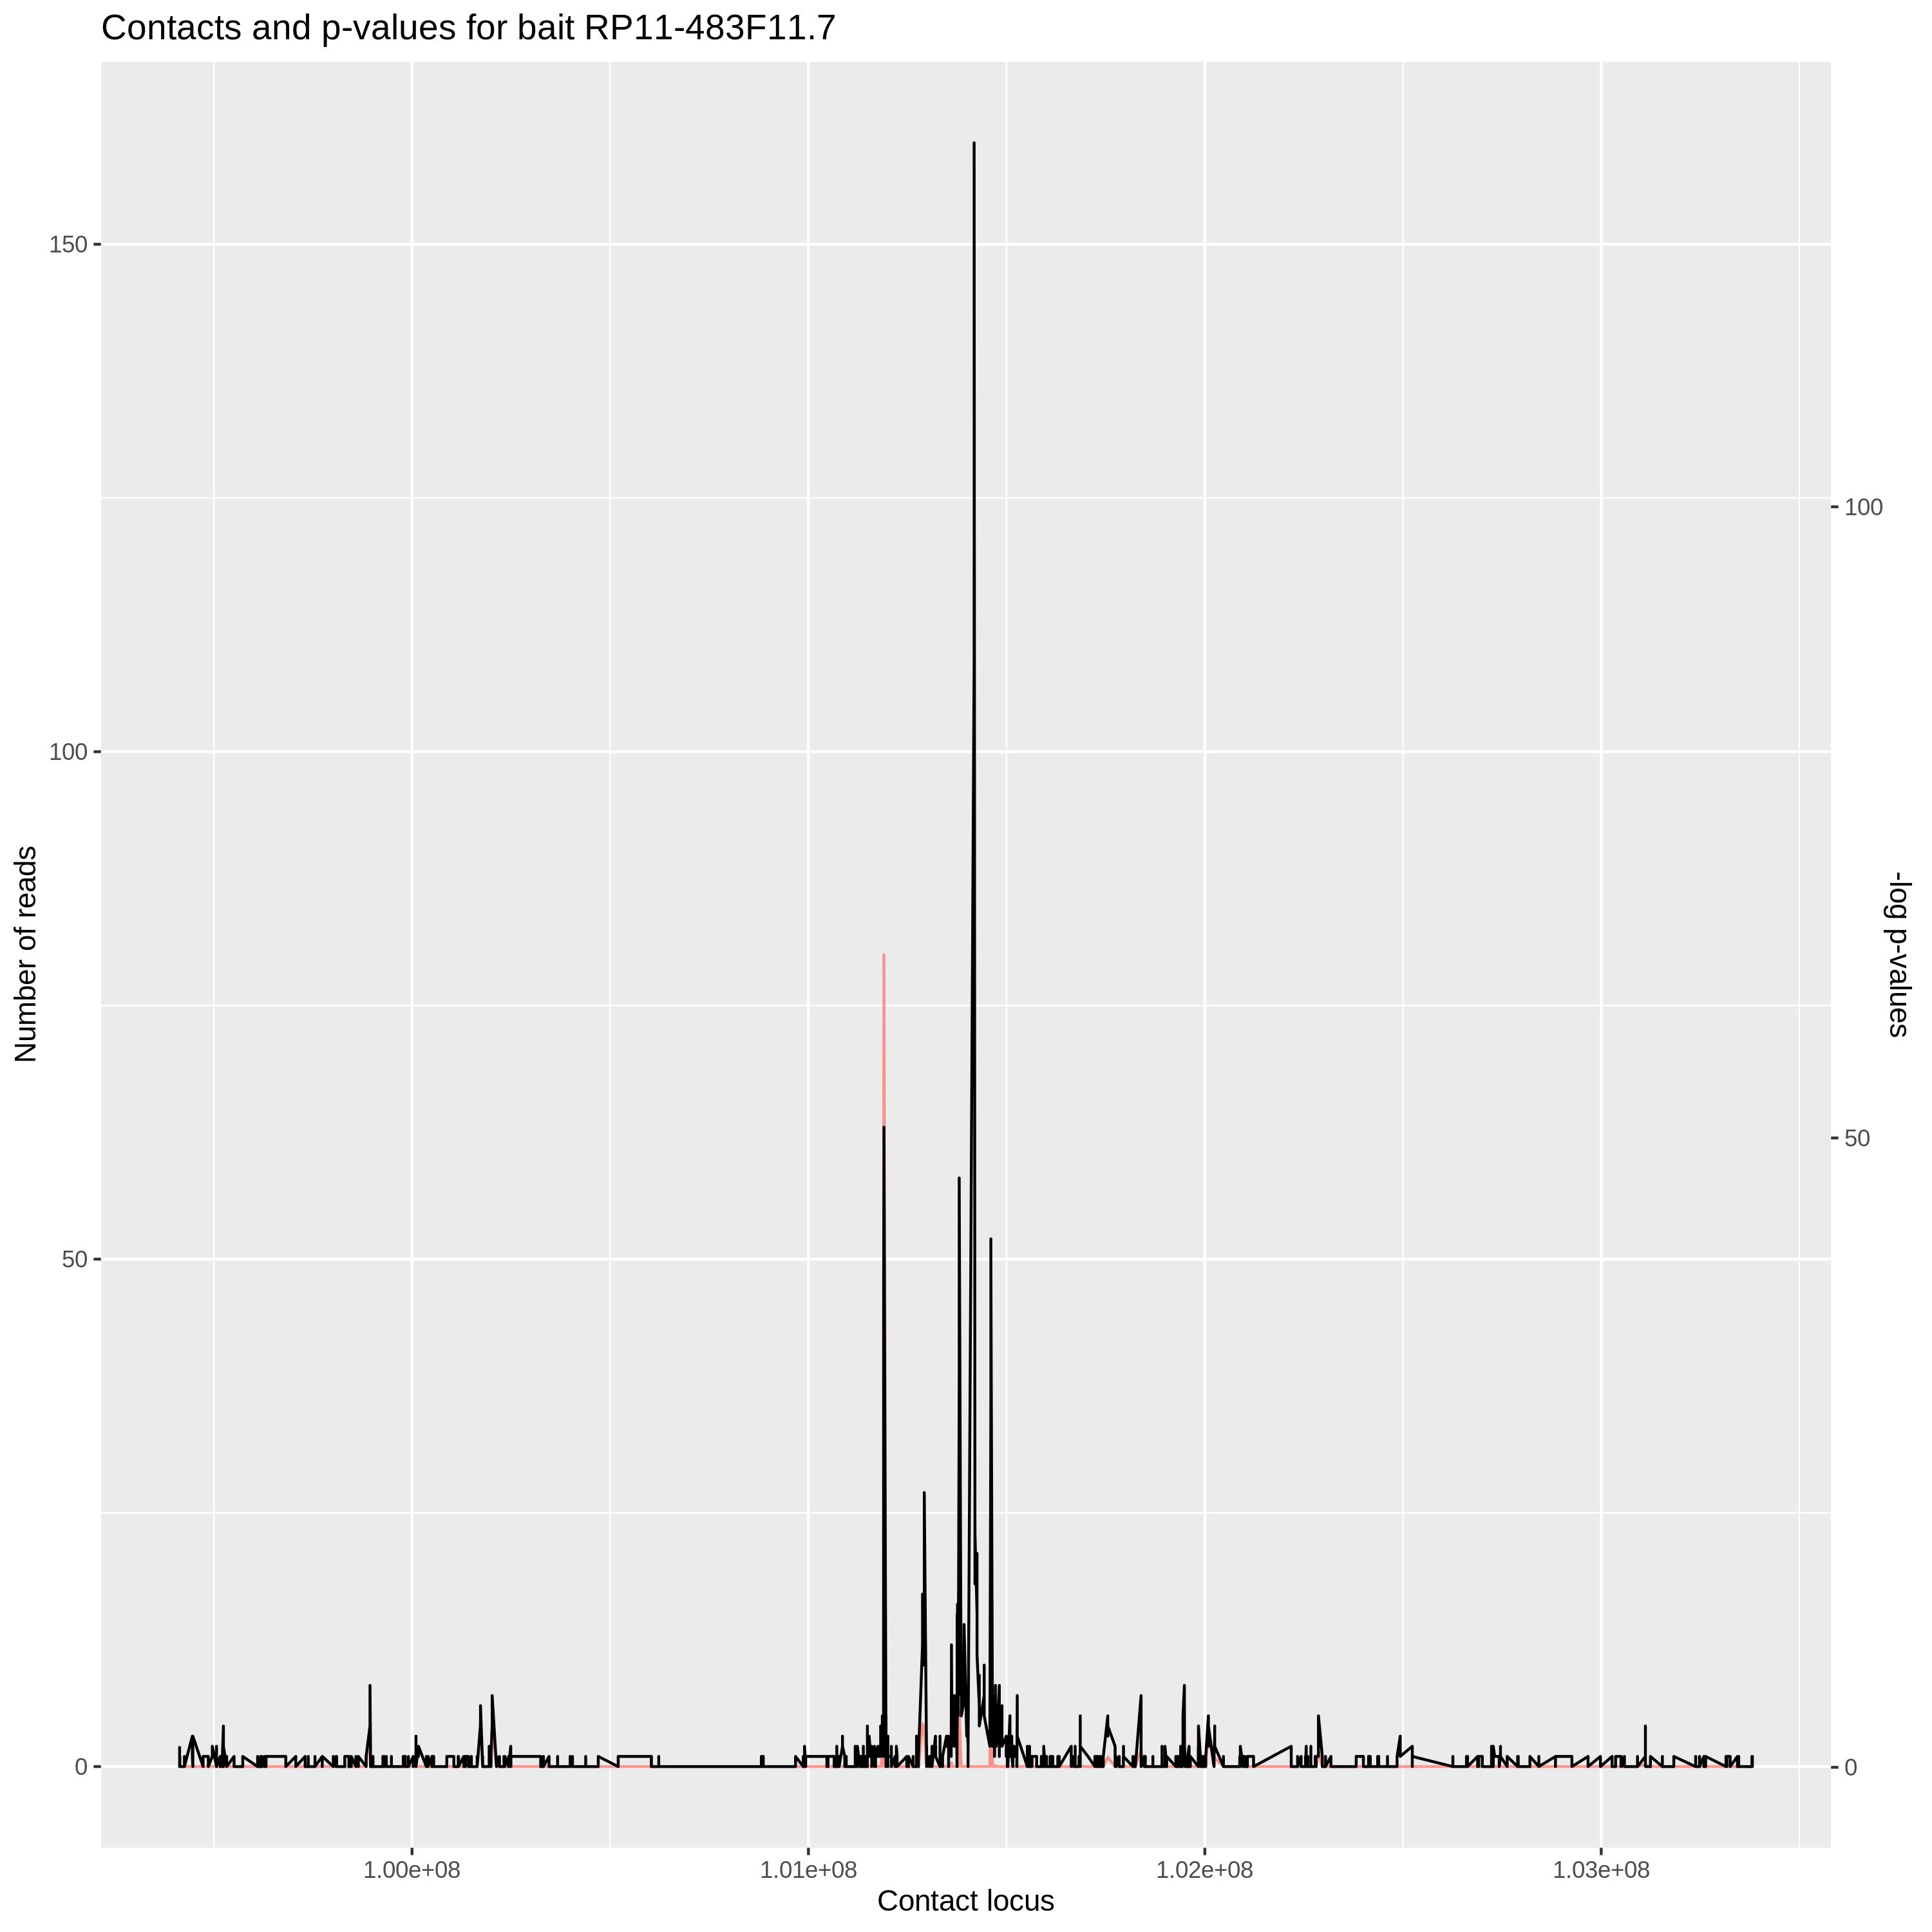 Contacts and p-values for bait RP11-483F11.7
150
100
50
0
Number of reads
100
50
0
-log p-values
1.00e+08
1.01e+08
1.02e+08
1.03e+08
Contact locus